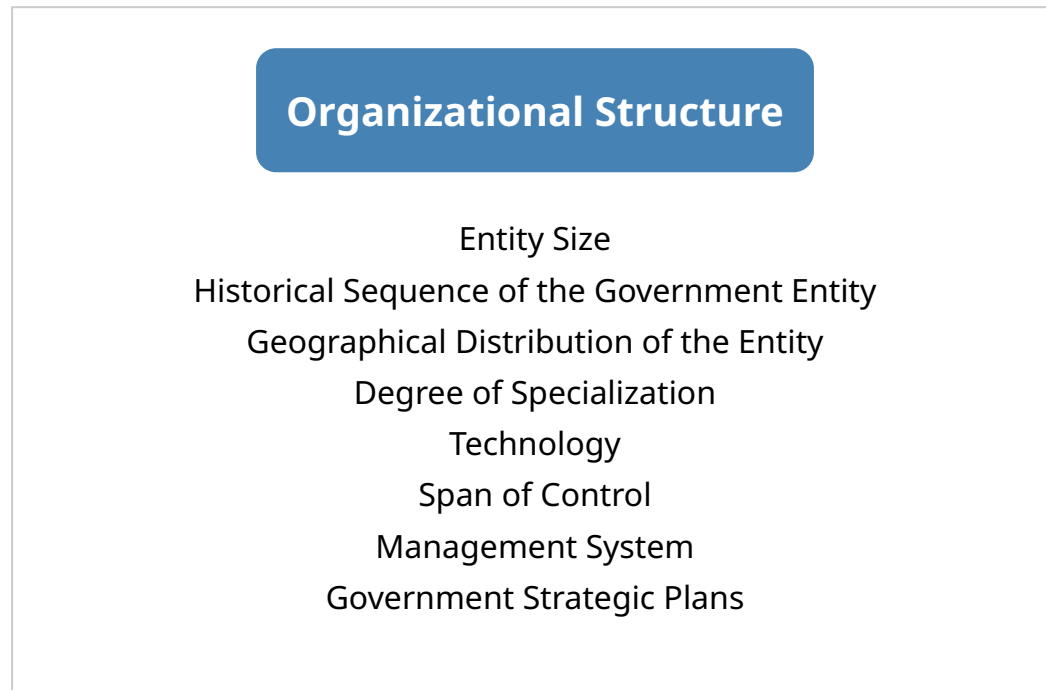 Organizational Structure
Entity Size
Historical Sequence of the Government Entity
Geographical Distribution of the Entity
Degree of Specialization
Technology
Span of Control
Management System
Government Strategic Plans